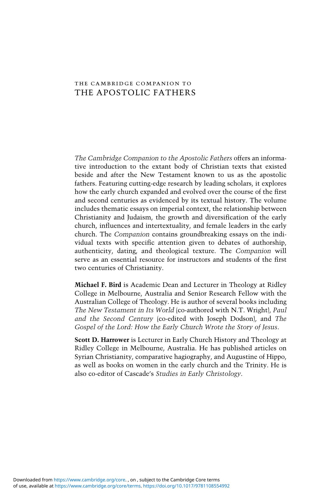 THE CAMBRIDGE COMPANION TO
THE APOSTOLIC FATHERS
The Cambridge Companion to the Apostolic Fathers offers an informa-
tive introduction to the extant body of Christian texts that existed
beside and after the New Testament known to us as the apostolic
fathers. Featuring cutting-edge research by leading scholars, it explores
how the early church expanded and evolved over the course of the first
and second centuries as evidenced by its textual history. The volume
includes thematic essays on imperial context, the relationship between
Christianity and Judaism, the growth and diversification of the early
church, influences and intertextuality, and female leaders in the early
church. The Companion contains groundbreaking essays on the indi-
vidual texts with specific attention given to debates of authorship,
authenticity, dating, and theological texture. The Companion will
serve as an essential resource for instructors and students of the first
two centuries of Christianity.
Michael F. Bird is Academic Dean and Lecturer in Theology at Ridley
College in Melbourne, Australia and Senior Research Fellow with the
Australian College of Theology. He is author of several books including
The New Testament in Its World (co-authored with N.T. Wright), Paul
and the Second Century (co-edited with Joseph Dodson), and The
Gospel of the Lord: How the Early Church Wrote the Story of Jesus.
Scott D. Harrower is Lecturer in Early Church History and Theology at
Ridley College in Melbourne, Australia. He has published articles on
Syrian Christianity, comparative hagiography, and Augustine of Hippo,
as well as books on women in the early church and the Trinity. He is
also co-editor of Cascade's Studies in Early Christology.
Downloaded from https://www.cambridge.org/core. , on , subject to the Cambridge Core terms
of use, available at https://www.cambridge.org/core/terms. https://doi.org/10.1017/9781108554992